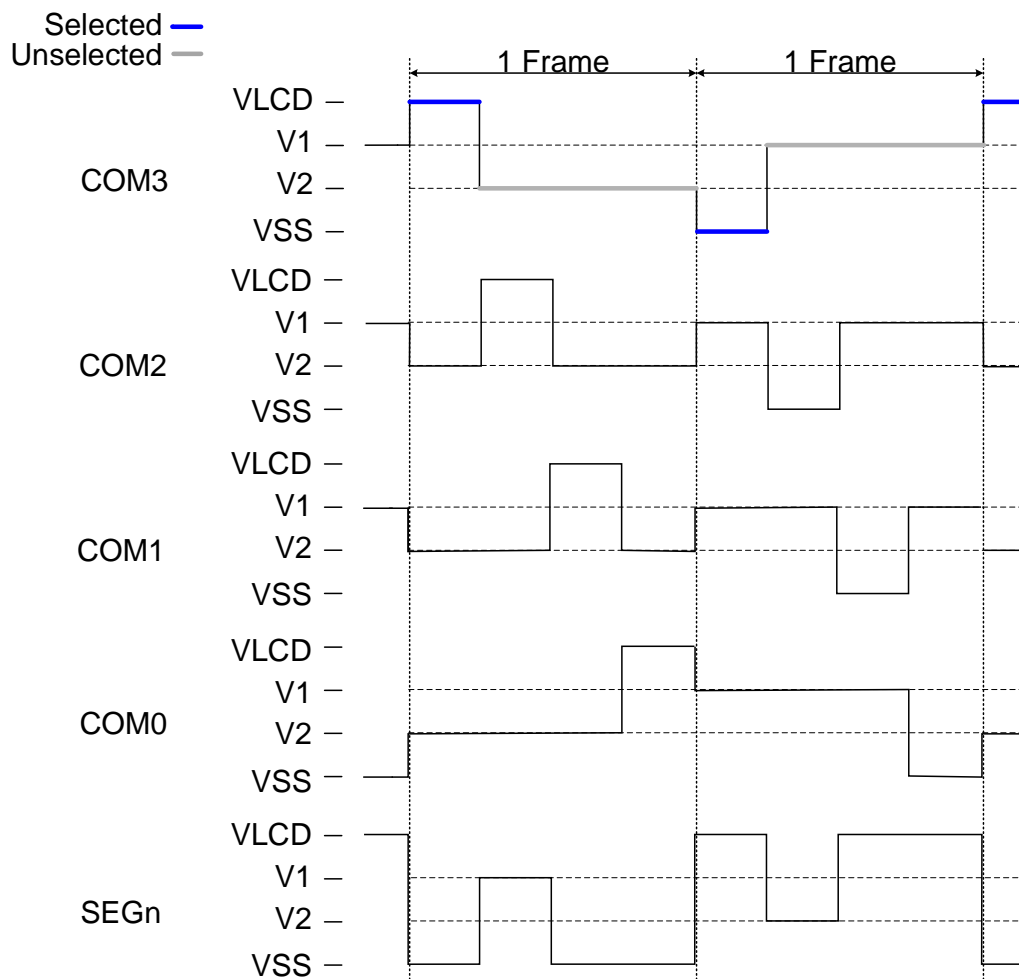 Selected
Unselected
1 Frame 1 Frame
VLCD
V1
COM3
V2
VSS
VLCD
V1
COM2
V2
VSS
VLCD
V1
COM1
V2
VSS
VLCD
V1
COM0
V2
VSS
VLCD
V1
SEGn
V2
VSS